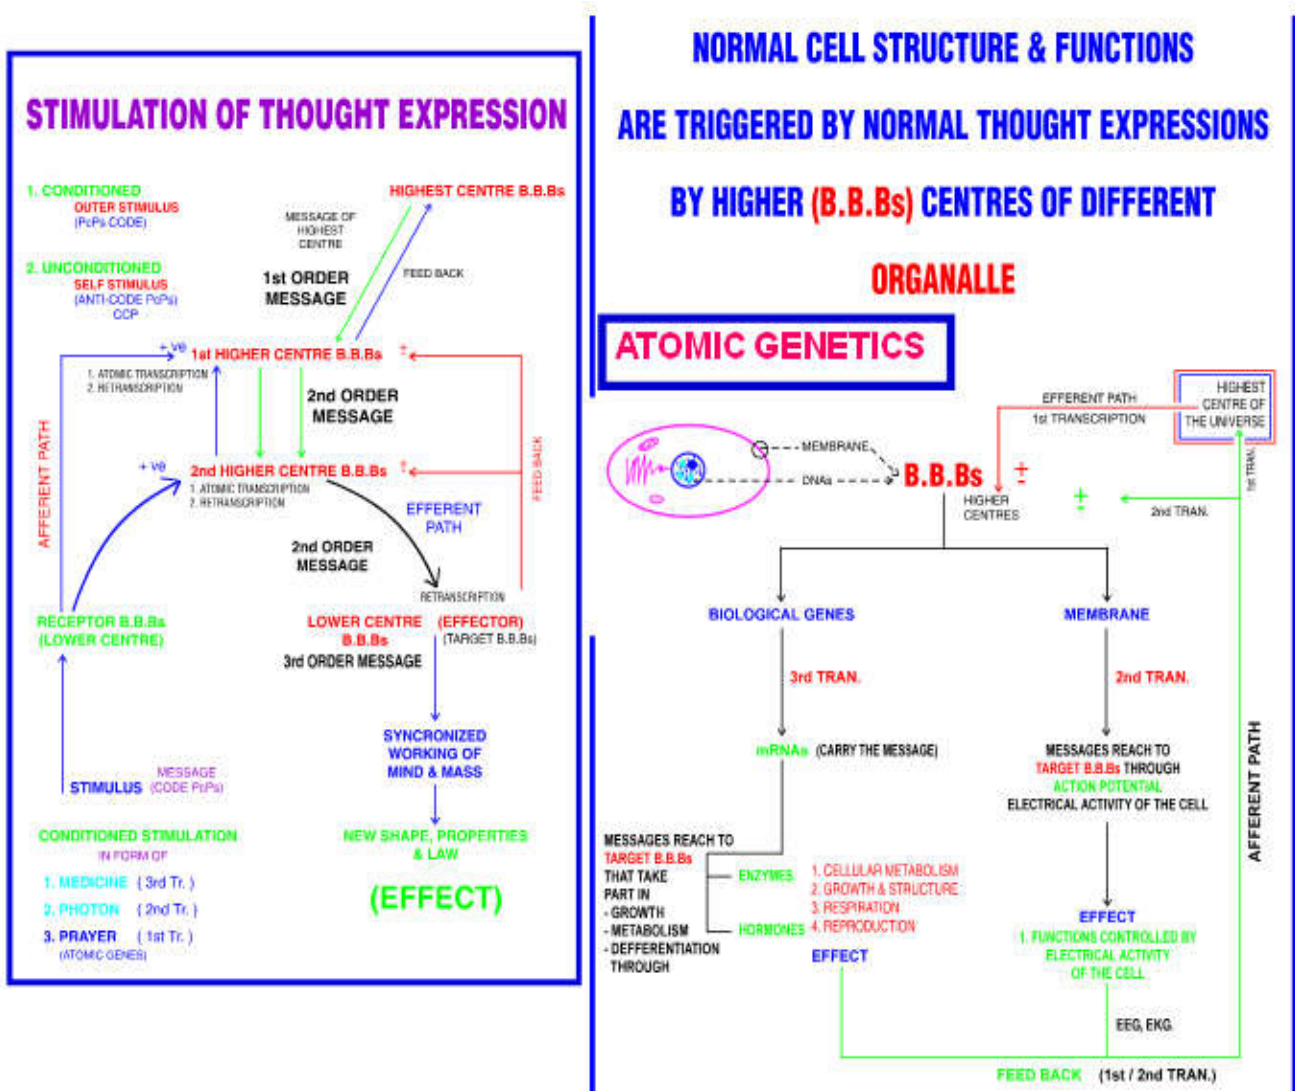 STIMULATION OF THOUGHT EXPRESSION
1. CONDITIONED
OUTER STIMULUS
(PcPs CODE)
2. UNCONDITIONED
SELF STIMULUS
(ANTI-CODE PcPs)
CCP
HIGHEST CENTRE B.B.Bs
MESSAGE OF
HIGHEST
CENTRE
FEED BACK
1st ORDER
MESSAGE
+ ve
1st HIGHER CENTRE B.B.Bs ±
1. ATOMIC TRANSCRIPTION
2. RETRANSCRIPTION
2nd ORDER
MESSAGE
+ ve
2nd HIGHER CENTRE B.B.Bs ±
1. ATOMIC TRANSCRIPTION
2. RETRANSCRIPTION
AFFERENT PATH
FEED BACK
EFFERENT
PATH
2nd ORDER
MESSAGE
RETRANSCRIPTION
RECEPTOR B.B.Bs
(LOWER CENTRE)
LOWER CENTRE (EFFECTOR)
B.B.Bs (TARGET B.B.Bs)
3rd ORDER MESSAGE
SYNCRONIZED
WORKING OF
MIND & MASS
MESSAGE
STIMULUS (CODE PcPs)
CONDITIONED STIMULATION
IN FORM OF
1. MEDICINE ( 3rd Tr. )
2. PHOTON ( 2nd Tr. )
3. PRAYER ( 1st Tr. )
(ATOMIC GENES)
NEW SHAPE, PROPERTIES
& LAW
(EFFECT)
NORMAL CELL STRUCTURE & FUNCTIONS
ARE TRIGGERED BY NORMAL THOUGHT EXPRESSIONS
BY HIGHER (B.B.Bs) CENTRES OF DIFFERENT
ORGANALLE
ATOMIC GENETICS
HIGHEST
CENTRE OF
THE UNIVERSE
EFFERENT PATH
1st TRANSCRIPTION
MEMBRANE
DNAs
B.B.Bs ±
HIGHER
CENTRES
±
2nd TRAN.
1st TRAN.
BIOLOGICAL GENES
MEMBRANE
3rd TRAN.
2nd TRAN.
mRNAs (CARRY THE MESSAGE)
MESSAGES REACH TO
TARGET B.B.Bs THROUGH
ACTION POTENTIAL
ELECTRICAL ACTIVITY OF THE CELL
AFFERENT PATH
MESSAGES REACH TO
TARGET B.B.Bs
THAT TAKE
PART IN
- GROWTH
- METABOLISM
- DEFFERENTIATION
THROUGH
ENZYMES
HORMONES
1. CELLULAR METABOLISM
2. GROWTH & STRUCTURE
3. RESPIRATION
4. REPRODUCTION
EFFECT
EFFECT
1. FUNCTIONS CONTROLLED BY
ELECTRICAL ACTIVITY
OF THE CELL
EEG, EKG.
FEED BACK (1st / 2nd TRAN.)